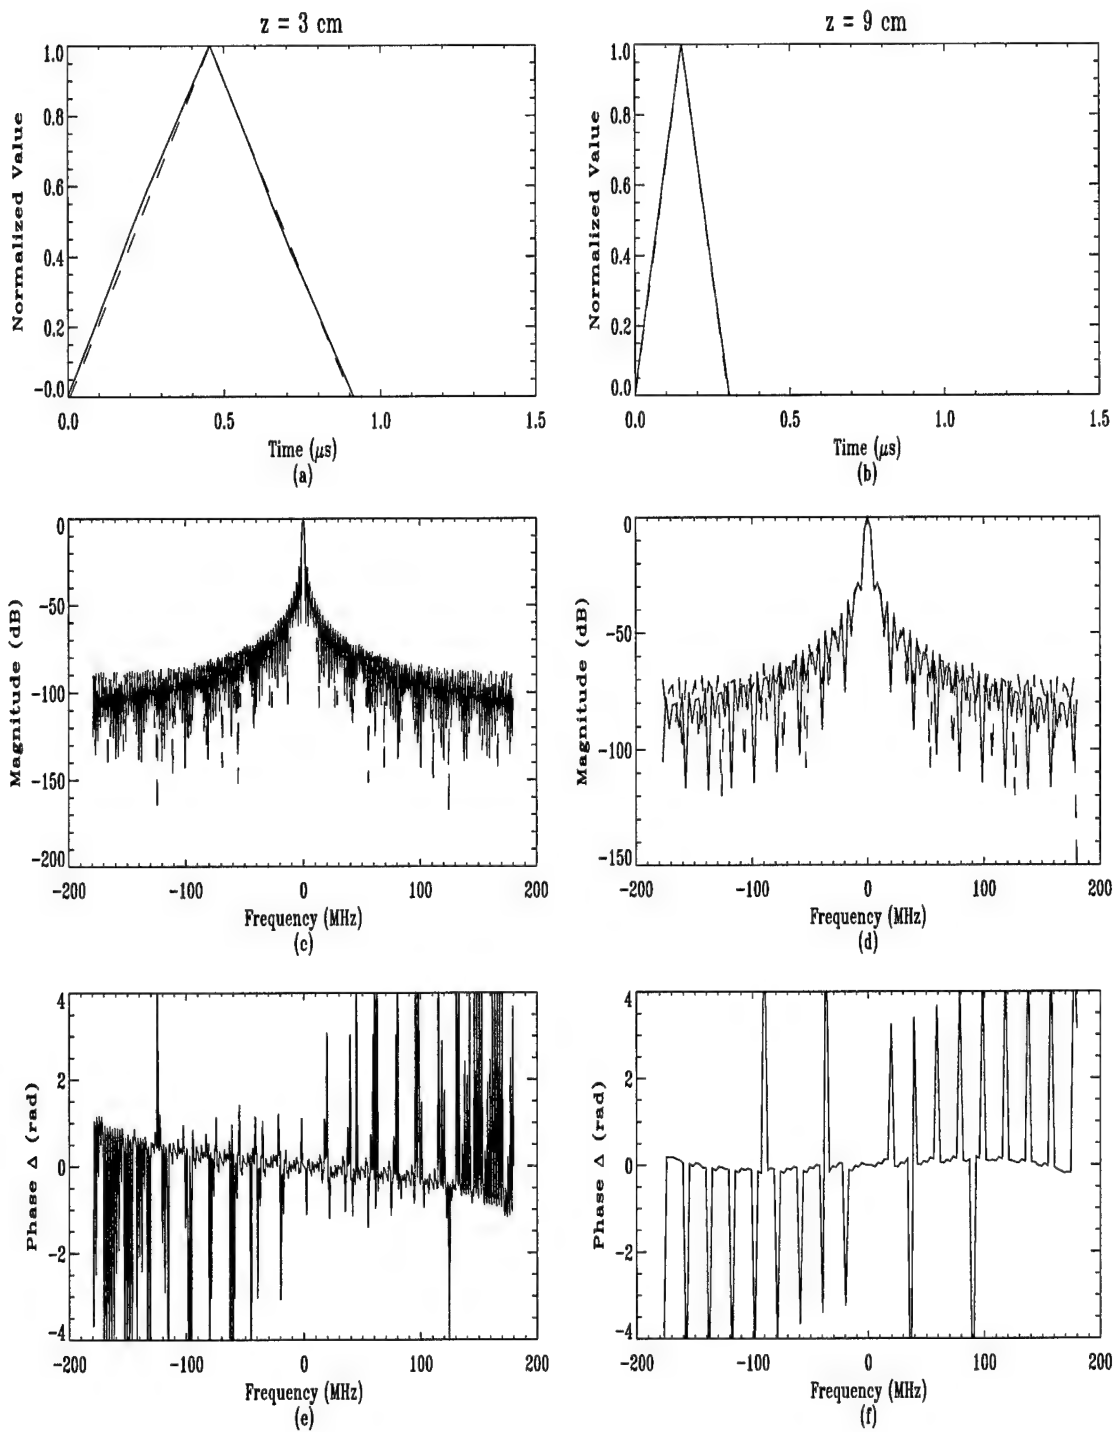 z = 3 cm
z = 9 cm
Normalized Value
1.0
0.8
0.6
0.4
0.2
−0.0
0.0
0.5
1.0
1.5
Time (μs)
(a)
Normalized Value
1.0
0.8
0.6
0.4
0.2
0.0
0.0
0.5
1.0
1.5
Time (μs)
(b)
Magnitude (dB)
0
−50
−100
−150
−200
−200
−100
0
100
200
Frequency (MHz)
(c)
Magnitude (dB)
0
−50
−100
−150
−200
−100
0
100
200
Frequency (MHz)
(d)
Phase Δ (rad)
4
2
0
−2
−4
−200
−100
0
100
200
Frequency (MHz)
(e)
Phase Δ (rad)
4
2
0
−2
−4
−200
−100
0
100
200
Frequency (MHz)
(f)